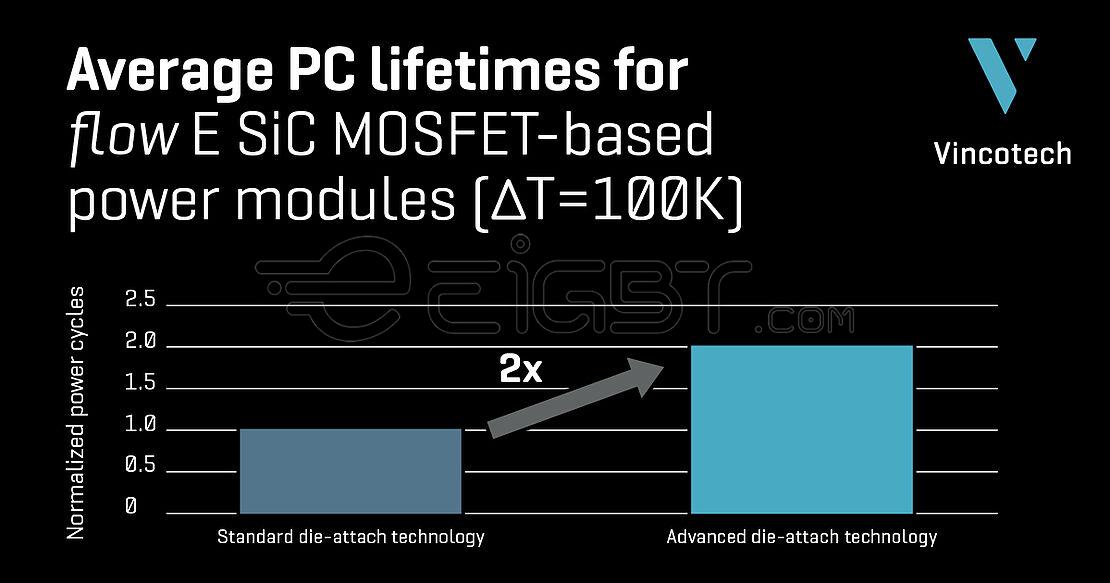 Average PC lifetimes for
flow E SiC MOSFET-based
power modules (ΔT=100K)
Vincotech
eEiGBT.com
Normalized power cycles
2.5
2.0
1.5
1.0
0.5
0
2x
Standard die-attach technology
Advanced die-attach technology